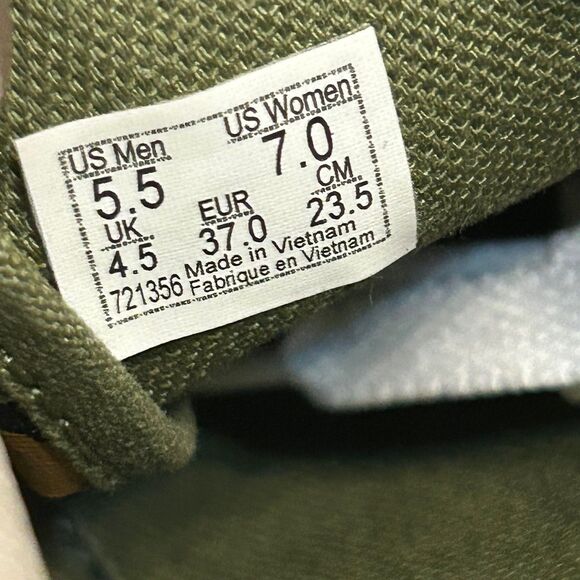 US Men US Women
5.5 7.0
UK EUR CM
4.5 37.0 23.5
721356 Made in Vietnam
Fabrique en Vietnam